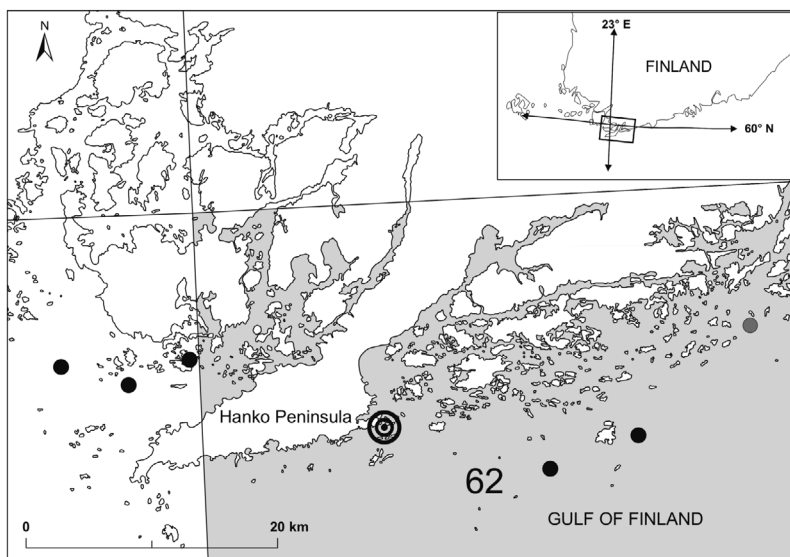 N
23° E
FINLAND
60° N
Hanko Peninsula
62
0
20 km
GULF OF FINLAND